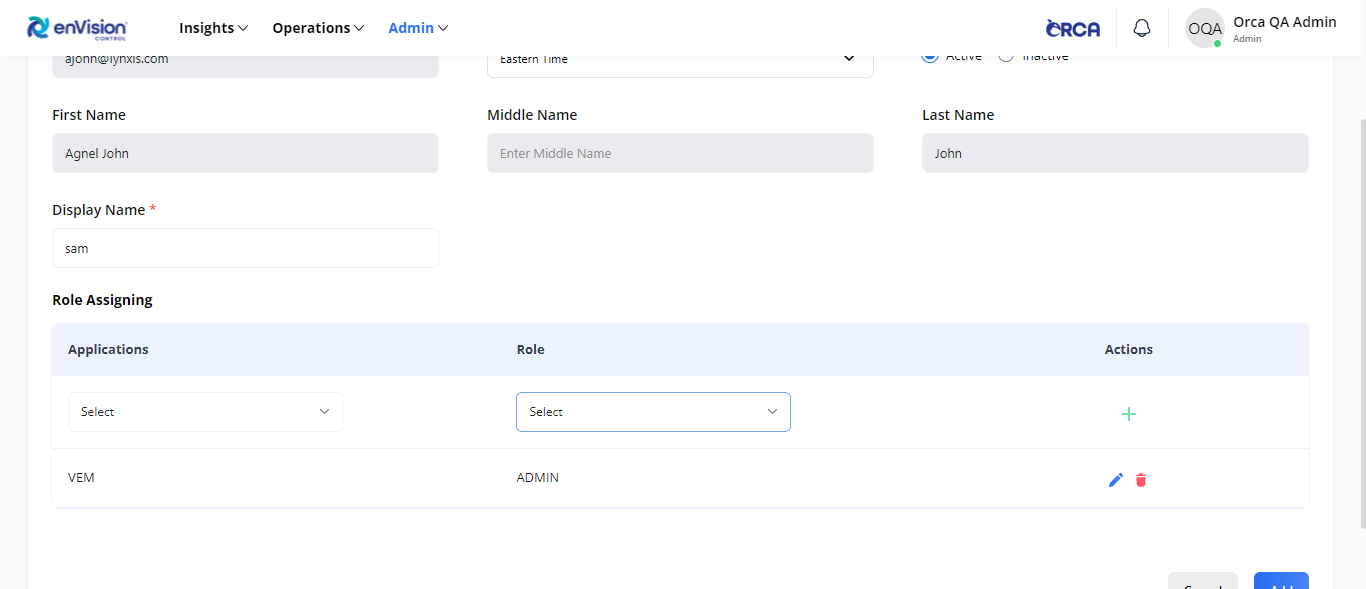 enVision
CONTROL
Insights
Operations
Admin
ORCA
OQA
Orca QA Admin
Admin
ajohn@lynxis.com
Eastern Time
Active
Inactive
First Name
Middle Name
Last Name
Agnel John
Enter Middle Name
John
Display Name *
sam
Role Assigning
Applications
Role
Actions
Select
Select
VEM
ADMIN